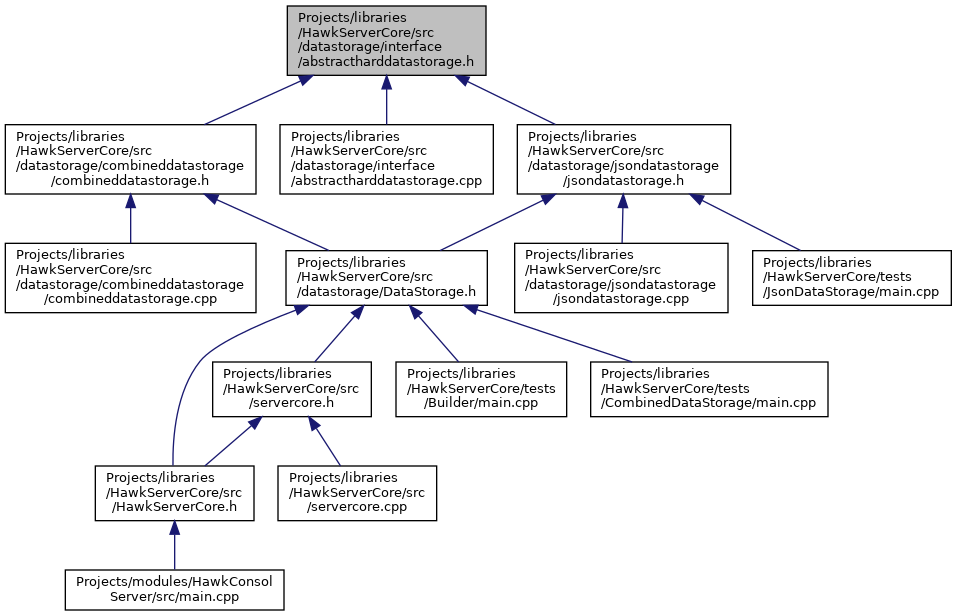 Projects/libraries
/HawkServerCore/src
/datastorage/interface
/abstractharddatastorage.h
Projects/libraries
/HawkServerCore/src
/datastorage/combineddatastorage
/combineddatastorage.h
Projects/libraries
/HawkServerCore/src
/datastorage/interface
/abstractharddatastorage.cpp
Projects/libraries
/HawkServerCore/src
/datastorage/jsondatastorage
/jsondatastorage.h
Projects/libraries
/HawkServerCore/src
/datastorage/combineddatastorage
/combineddatastorage.cpp
Projects/libraries
/HawkServerCore/src
/datastorage/DataStorage.h
Projects/libraries
/HawkServerCore/src
/datastorage/jsondatastorage
/jsondatastorage.cpp
Projects/libraries
/HawkServerCore/tests
/JsonDataStorage/main.cpp
Projects/libraries
/HawkServerCore/src
/servercore.h
Projects/libraries
/HawkServerCore/tests
/Builder/main.cpp
Projects/libraries
/HawkServerCore/tests
/CombinedDataStorage/main.cpp
Projects/libraries
/HawkServerCore/src
/HawkServerCore.h
Projects/libraries
/HawkServerCore/src
/servercore.cpp
Projects/modules/HawkConsol
Server/src/main.cpp